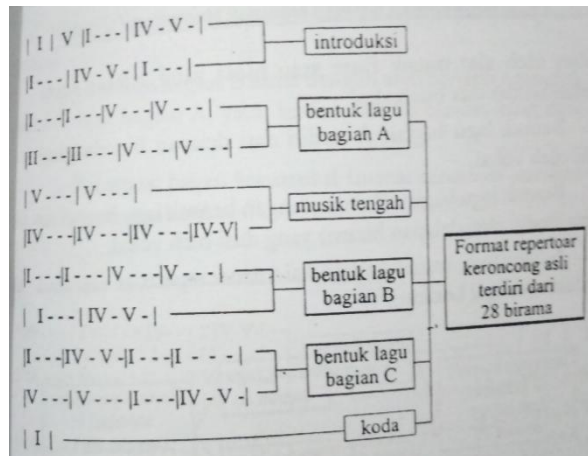 | I | V |I - - - | IV - V - |
|I - - -| IV - V - | I - - - -|
introduksi
|I - - -|I - - -|V - - -|V - - - |
|II - - -|II - - - |V - - - |V - - -|
bentuk lagu
bagian A
| V - - - | V - - - |
|IV - - -|IV - - -|IV - - -|IV-V|
musik tengah
|I - - -|I - - -|V - - -|V - - - -|
| I - - -| IV - V - |
bentuk lagu
bagian B
|I - - -|IV - V -|I - - -|I - - - |
|V - - -| V - - -|I - - -|IV - V -|
bentuk lagu
bagian C
| I |
koda
Format repertoar
keroncong asli
terdiri dari
28 birama